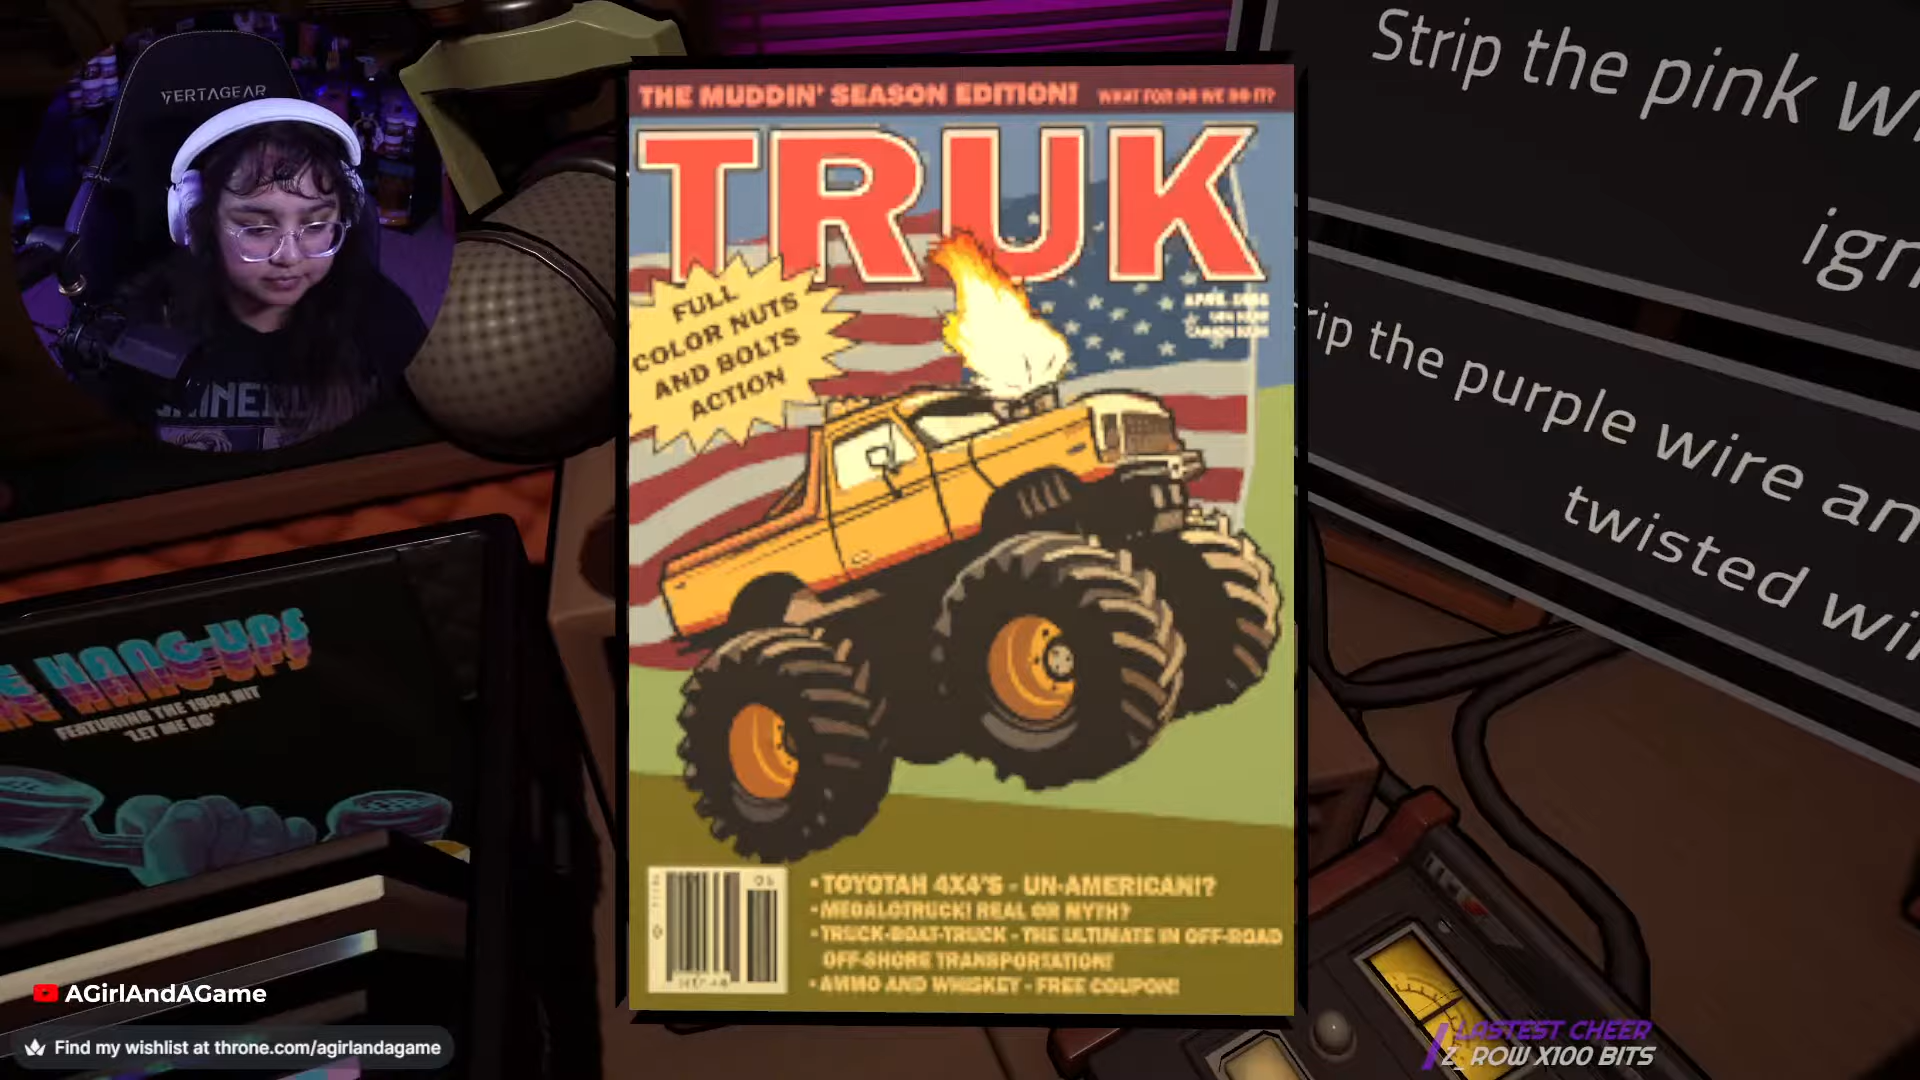 VERTAGEAR
THE MUDDIN' SEASON EDITION! WHAT FOR DO WE DO IT?
TRUK
FULL
COLOR NUTS
AND BOLTS
ACTION
Strip the pink
ign
rip the purple wire an
twisted wi
HANG-UPS
FEATURING THE 1984 HIT
'LET ME GO'
• TOYOTAH 4X4'S - UN-AMERICAN!?
• MEGALOTRUCK! REAL OR MYTH?
• TRUCK-BOAT-TRUCK - THE ULTIMATE IN OFF-ROAD
OFF-SHORE TRANSPORTATION!
• AMMO AND WHISKEY - FREE COUPON!
AGirlAndAGame
Find my wishlist at throne.com/agirlandagame
LASTEST CHEER
Z_ROW X100 BITS